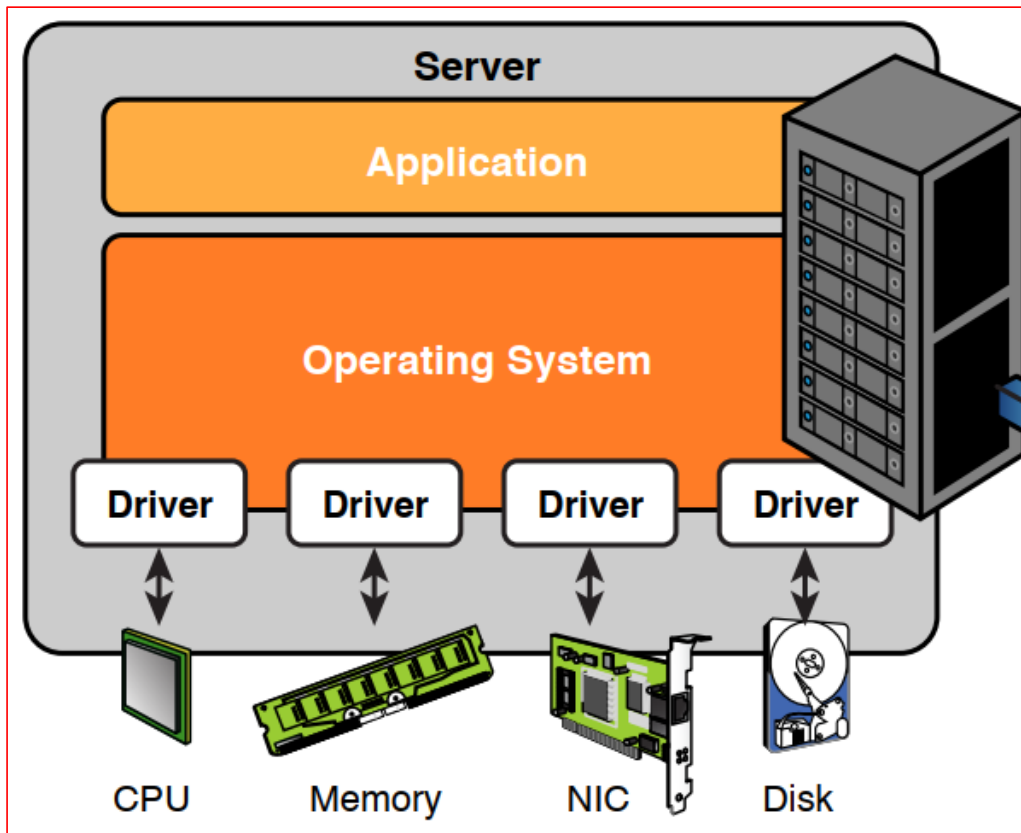 Server
Application
Operating System
Driver Driver Driver Driver
CPU Memory NIC Disk